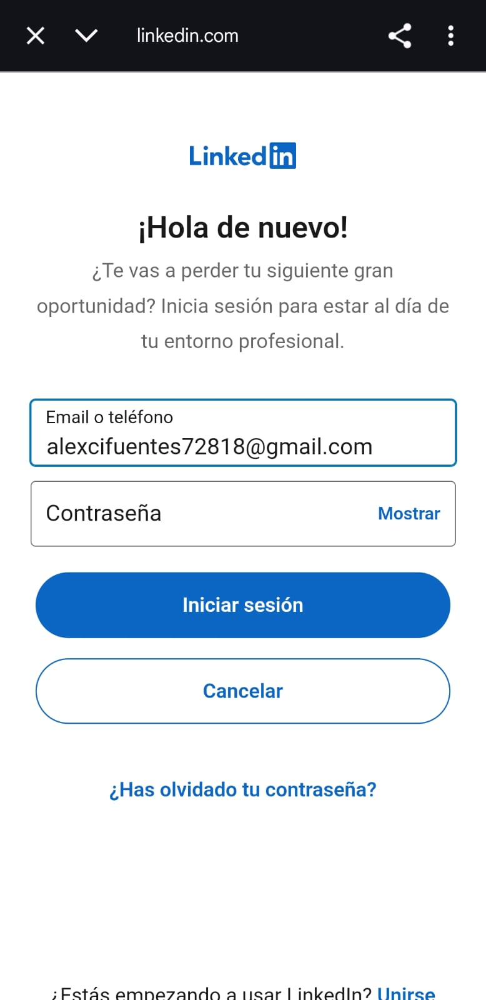 linkedin.com
Linkedin
¡Hola de nuevo!
¿Te vas a perder tu siguiente gran
oportunidad? Inicia sesión para estar al día de
tu entorno profesional.
Email o teléfono
alexcifuentes72818@gmail.com
Contraseña Mostrar
Iniciar sesión
Cancelar
¿Has olvidado tu contraseña?
¿Estás empezando a usar LinkedIn? Unirse